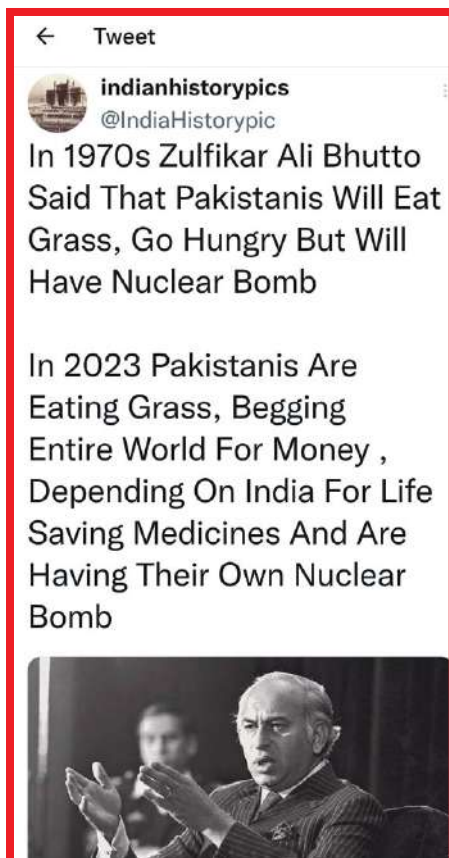 ← Tweet
indianhistorypics
@IndiaHistorypic
In 1970s Zulfikar Ali Bhutto
Said That Pakistanis Will Eat
Grass, Go Hungry But Will
Have Nuclear Bomb
In 2023 Pakistanis Are
Eating Grass, Begging
Entire World For Money ,
Depending On India For Life
Saving Medicines And Are
Having Their Own Nuclear
Bomb